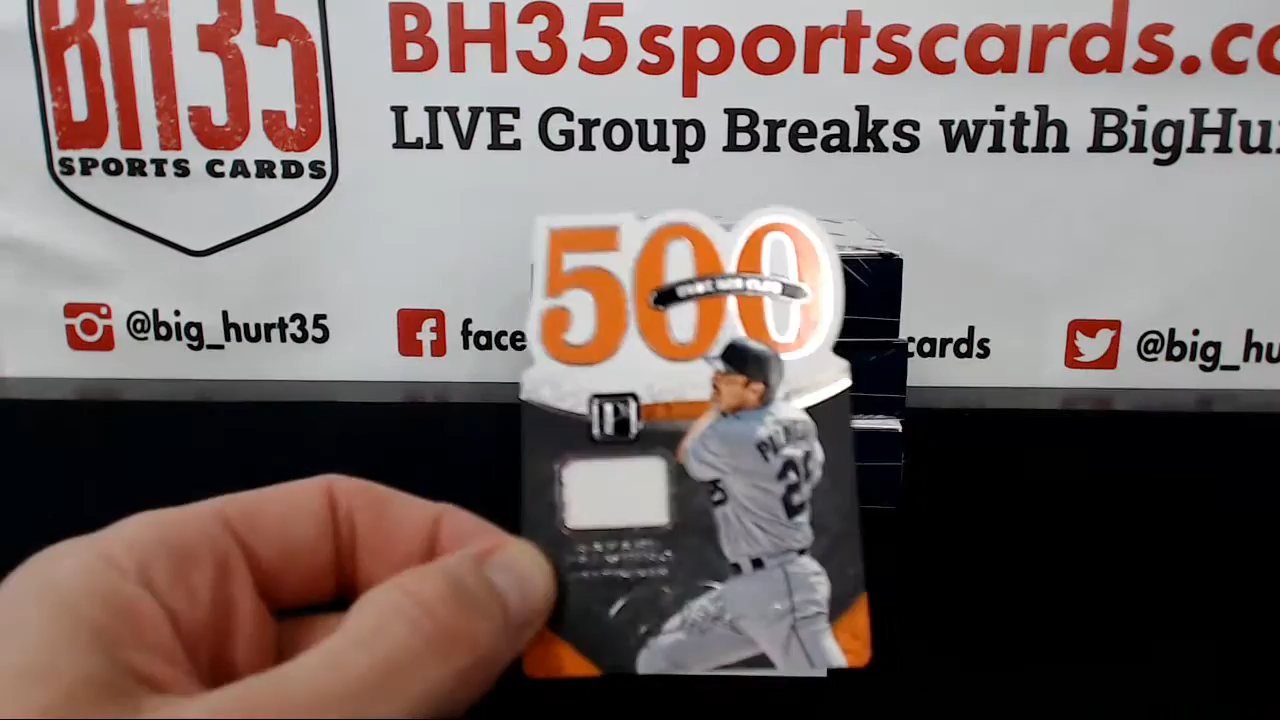 BH35
SPORTS CARDS
BH35sportscards.co
LIVE Group Breaks with BigHu
@big_hurt35
face
cards
@big_hu
500
P